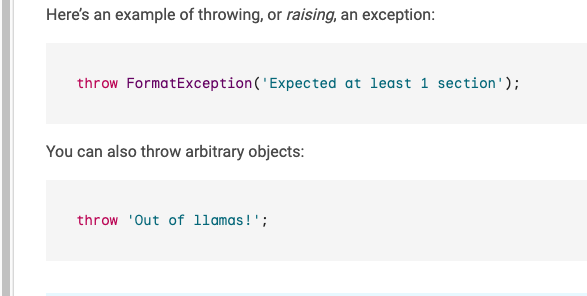 Here’s an example of throwing, or raising, an exception:
throw FormatException('Expected at least 1 section');
You can also throw arbitrary objects:
throw 'Out of llamas!';